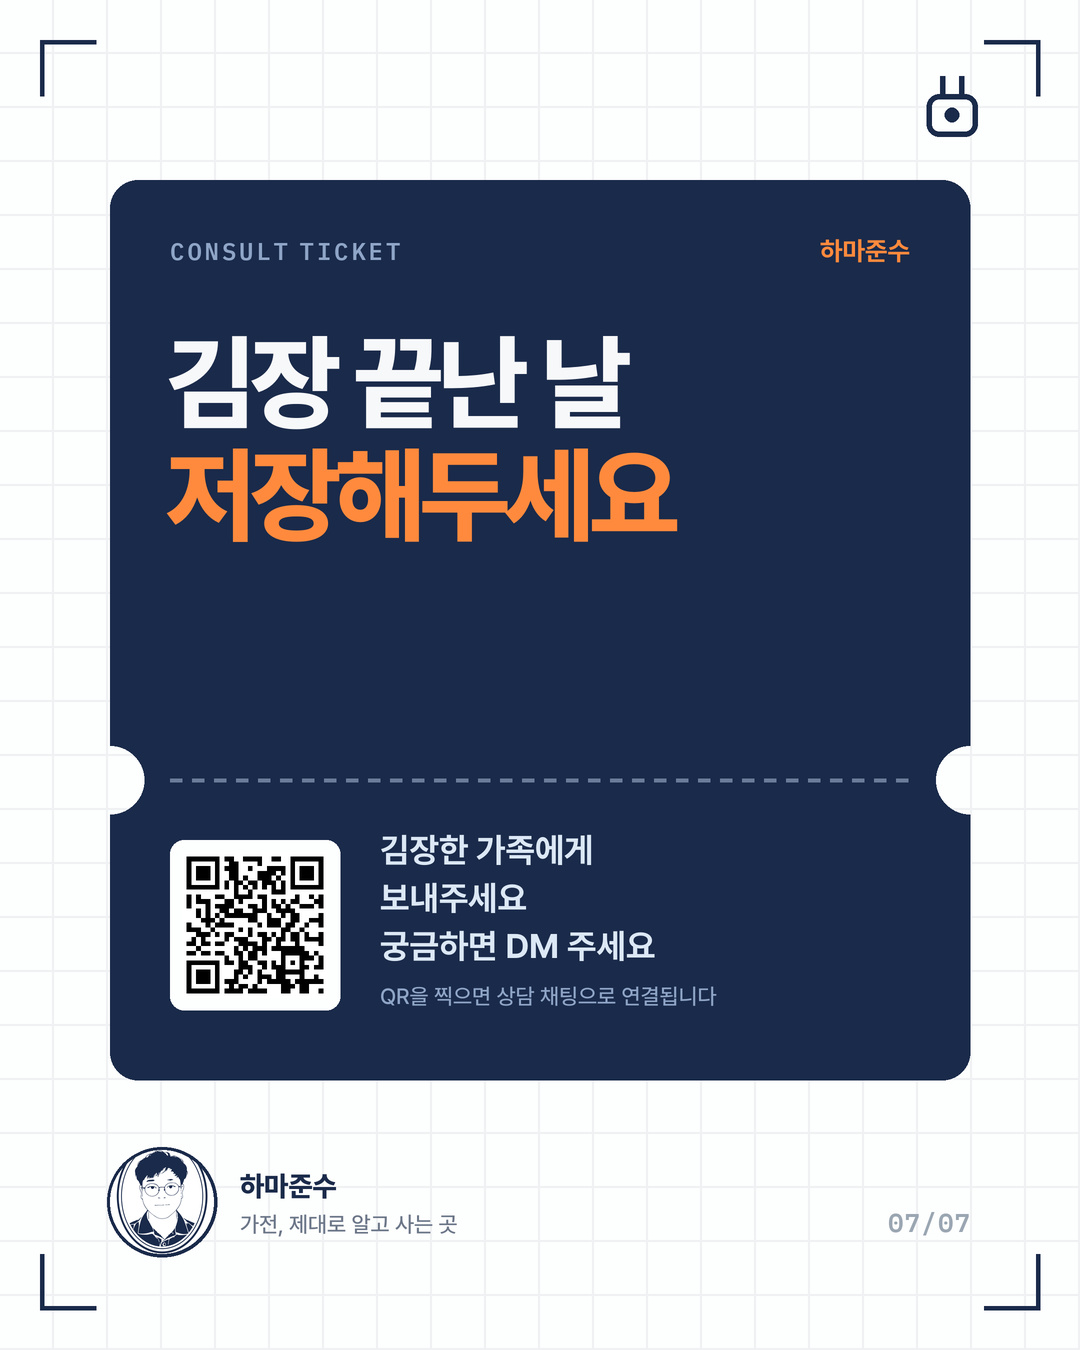 CONSULT TICKET
하마준수
김장 끝난 날
저장해두세요
김장한 가족에게
보내주세요
궁금하면 DM 주세요
QR을 찍으면 상담 채팅으로 연결됩니다
하마준수
가전, 제대로 알고 사는 곳
07/07